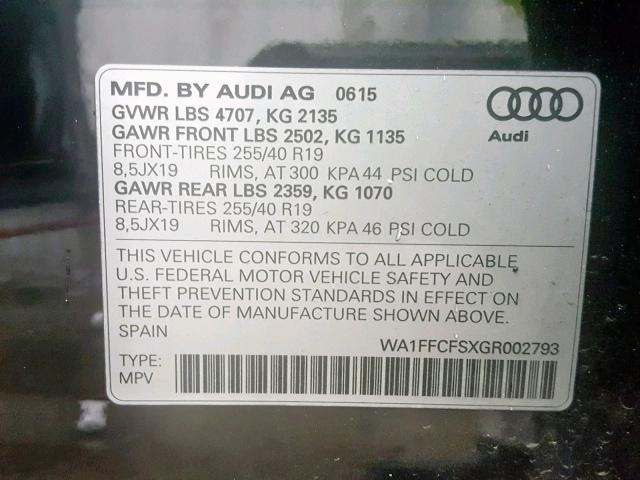 MFD. BY AUDI AG 0615
GVWR LBS 4707, KG 2135
GAWR FRONT LBS 2502, KG 1135
FRONT-TIRES 255/40 R19
8,5JX19 RIMS, AT 300 KPA 44 PSI COLD
GAWR REAR LBS 2359, KG 1070
REAR-TIRES 255/40 R19
8,5JX19 RIMS, AT 320 KPA 46 PSI COLD
Audi
THIS VEHICLE CONFORMS TO ALL APPLICABLE
U.S. FEDERAL MOTOR VEHICLE SAFETY AND
THEFT PREVENTION STANDARDS IN EFFECT ON
THE DATE OF MANUFACTURE SHOWN ABOVE.
SPAIN
WA1FFCFSXGR002793
TYPE:
MPV